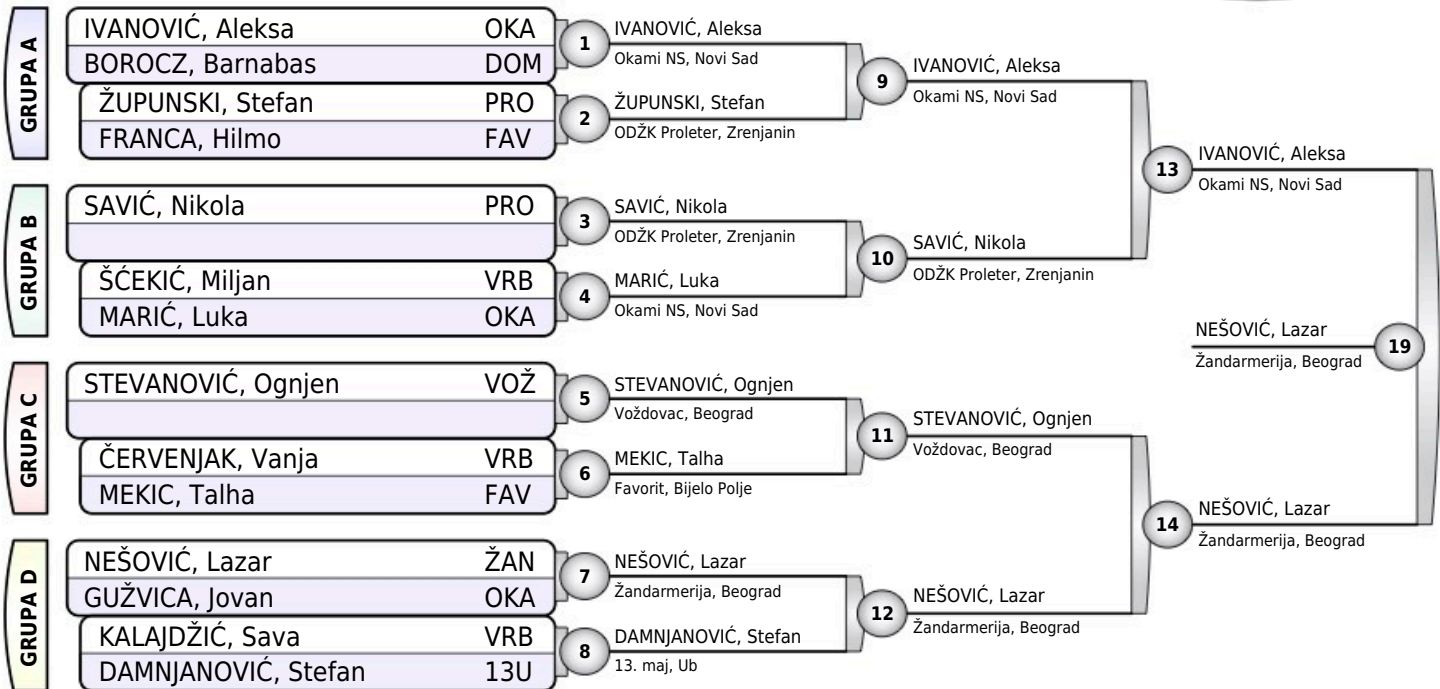 GRUPA A
IVANOVIĆ, Aleksa OKA
BOROCZ, Barnabas DOM
ŽUPUNSKI, Stefan PRO
FRANCA, Hilmo FAV
GRUPA B
SAVIĆ, Nikola PRO
ŠĆEKIĆ, Miljan VRB
MARIĆ, Luka OKA
GRUPA C
STEVANOVIĆ, Ognjen VOŽ
ČERVENJAK, Vanja VRB
MEKIC, Talha FAV
GRUPA D
NEŠOVIĆ, Lazar ŽAN
GUŽVICA, Jovan OKA
KALAJDŽIĆ, Sava VRB
DAMNJANOVIĆ, Stefan 13U
1
IVANOVIĆ, Aleksa
Okami NS, Novi Sad
2
ŽUPUNSKI, Stefan
ODŽK Proleter, Zrenjanin
3
SAVIĆ, Nikola
ODŽK Proleter, Zrenjanin
4
MARIĆ, Luka
Okami NS, Novi Sad
5
STEVANOVIĆ, Ognjen
Voždovac, Beograd
6
MEKIC, Talha
Favorit, Bijelo Polje
7
NEŠOVIĆ, Lazar
Žandarmerija, Beograd
8
DAMNJANOVIĆ, Stefan
13. maj, Ub
9
IVANOVIĆ, Aleksa
Okami NS, Novi Sad
10
SAVIĆ, Nikola
ODŽK Proleter, Zrenjanin
11
STEVANOVIĆ, Ognjen
Voždovac, Beograd
12
NEŠOVIĆ, Lazar
Žandarmerija, Beograd
13
IVANOVIĆ, Aleksa
Okami NS, Novi Sad
14
NEŠOVIĆ, Lazar
Žandarmerija, Beograd
NEŠOVIĆ, Lazar
Žandarmerija, Beograd
19